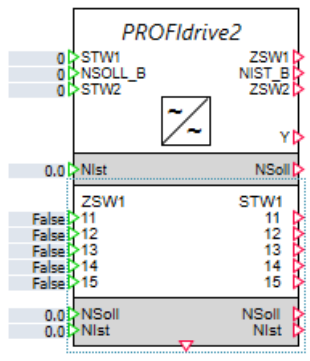 PROFIdrive2
0 STW1 ZSW1
0 NSOLL_B NIST_B
0 STW2 ZSW2
~
~
Y
0.0 NIst NSoll
ZSW1 STW1
False 11 11
False 12 12
False 13 13
False 14 14
False 15 15
0.0 NSoll NSoll
0.0 NIst NIst